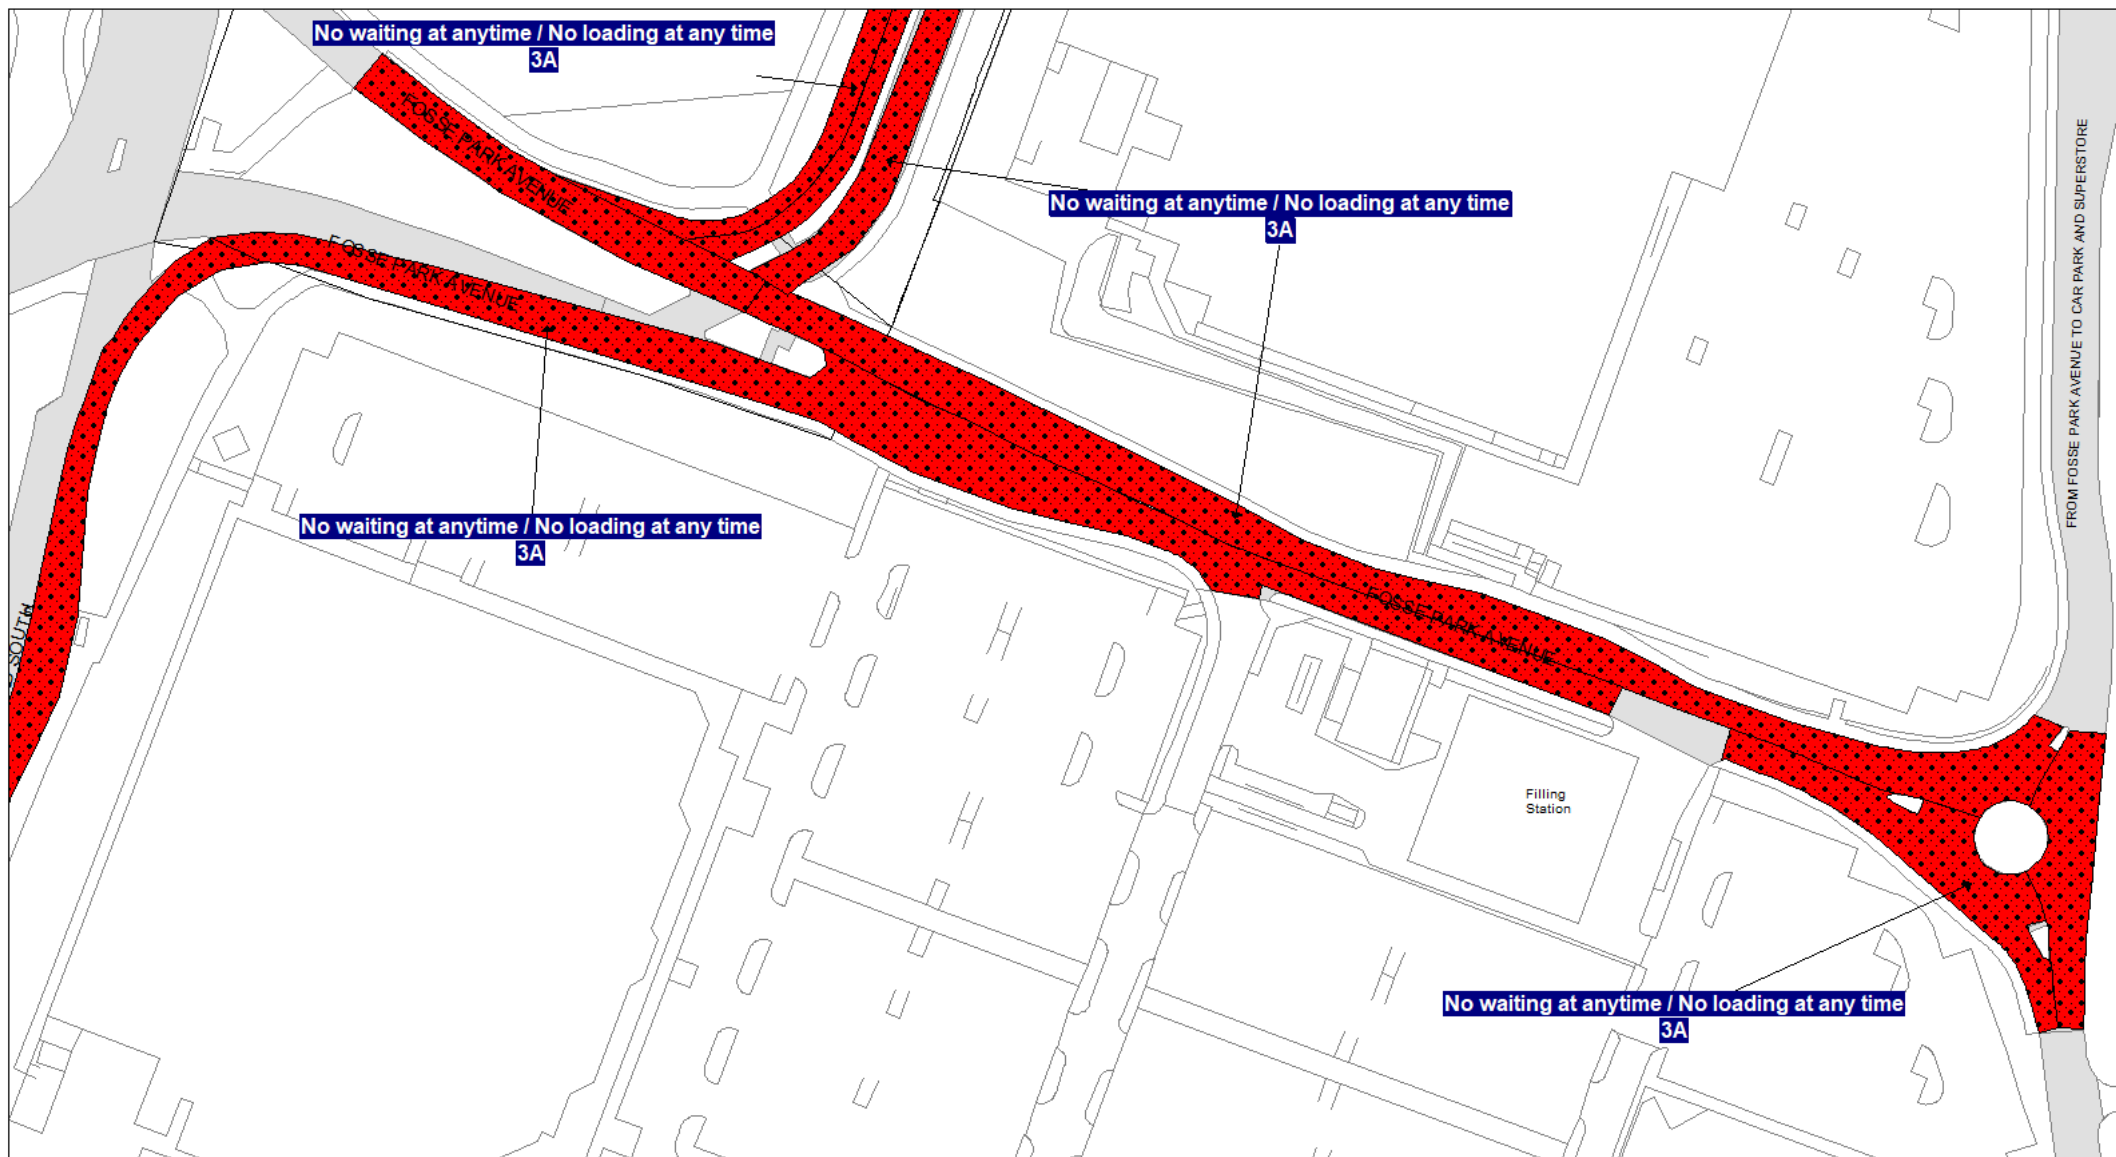 No waiting at anytime / No loading at any time
3A
FOSSE PARK AVENUE
No waiting at anytime / No loading at any time
3A
FROM FOSSE PARK AVENUE TO CAR PARK AND SUPERSTORE
FOSSE PARK AVENUE
No waiting at anytime / No loading at any time
3A
FOSSE PARK AVENUE
SOUTH
Filling
Station
No waiting at anytime / No loading at any time
3A